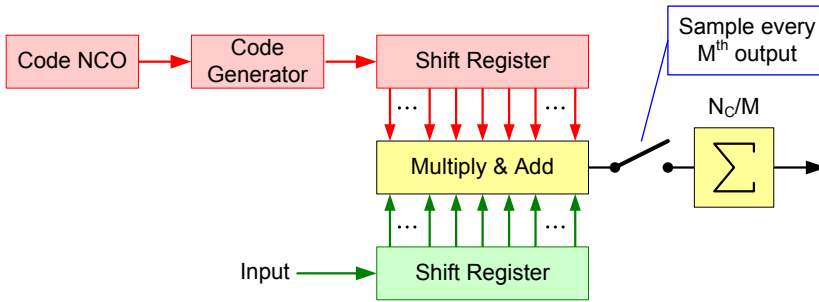 Sample every
Mth output
Code NCO
Code
Generator
Shift Register
...
...
NC/M
Multiply & Add
Σ
...
...
Input
Shift Register